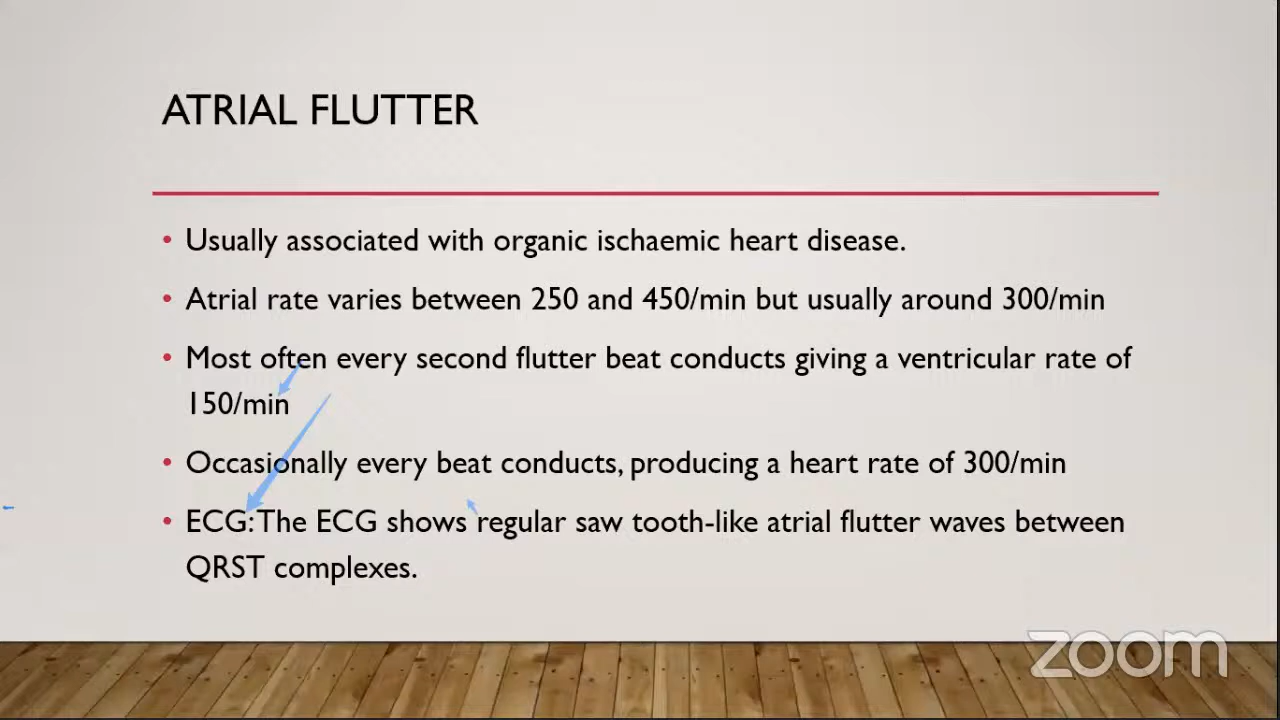 ATRIAL FLUTTER
• Usually associated with organic ischaemic heart disease.
• Atrial rate varies between 250 and 450/min but usually around 300/min
• Most often every second flutter beat conducts giving a ventricular rate of
150/min
• Occasionally every beat conducts, producing a heart rate of 300/min
• ECG: The ECG shows regular saw tooth-like atrial flutter waves between
QRST complexes.
zoom